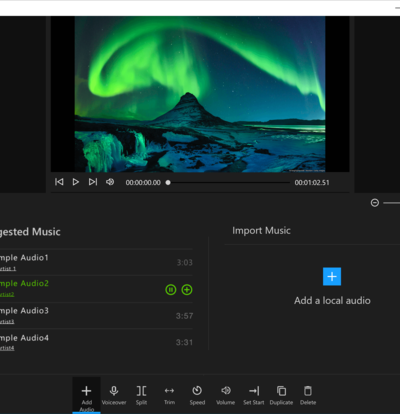 00:00:00.00
00:01:02.51
gested Music
Import Music
mple Audio1
rtist 1
3:03
mple Audio2
rtist2
mple Audio3
rtist3
3:57
mple Audio4
rtist4
3:31
Add a local audio
Add Audio
Voiceover
Split
Trim
Speed
Volume
Set Start
Duplicate
Delete